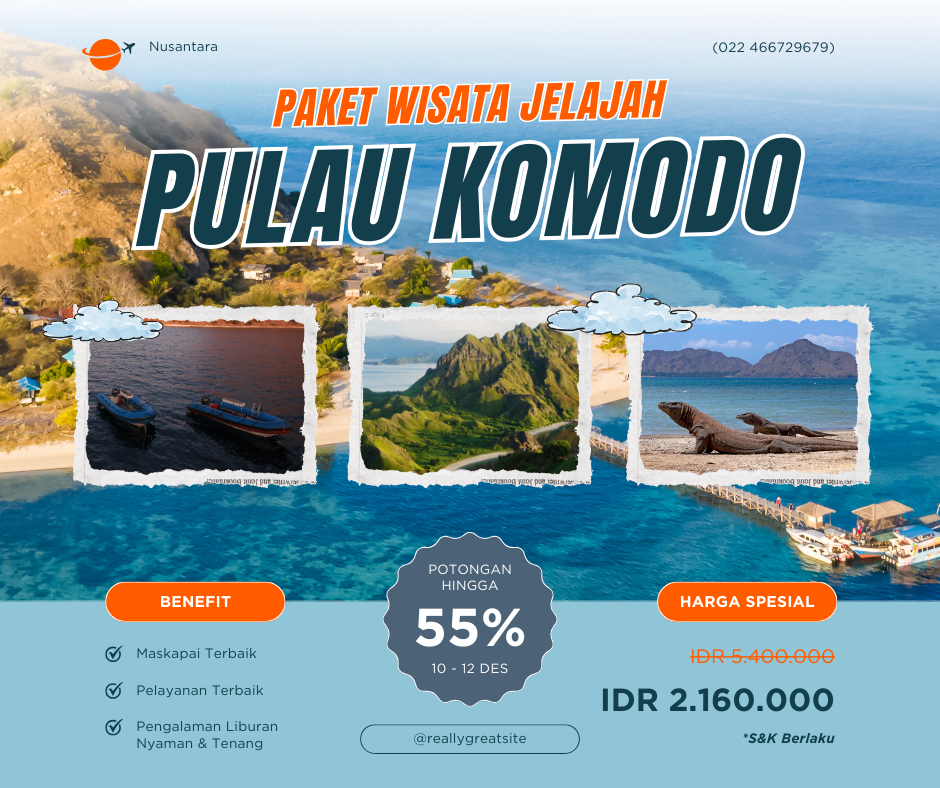 Nusantara
(022 466729679)
PAKET WISATA JELAJAH
PULAU KOMODO
POTONGAN
HINGGA
55%
10 - 12 DES
@reallygreatsite
BENEFIT
Maskapai Terbaik
Pelayanan Terbaik
Pengalaman Liburan
Nyaman & Tenang
HARGA SPESIAL
IDR 5.400.000
IDR 2.160.000
*S&K Berlaku